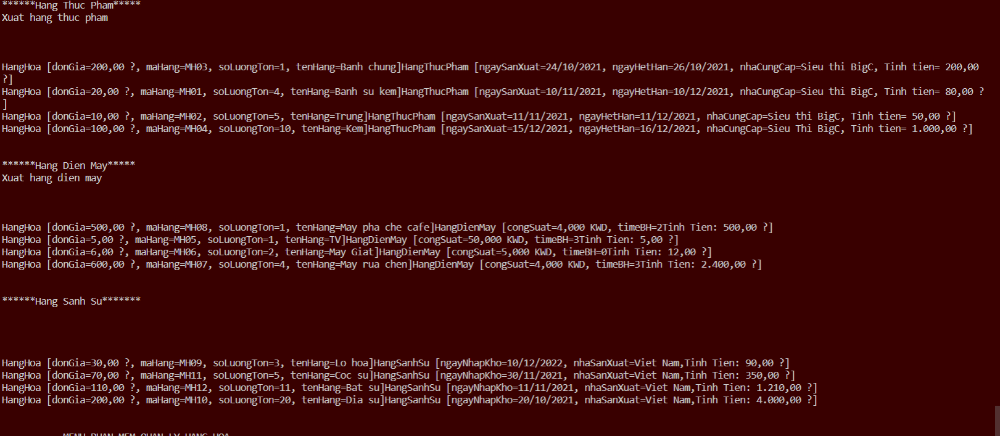 ******Hang Thuc Pham*****
Xuat hang thuc pham
HangHoa [donGia=200,00 ?, maHang=MH03, soLuongTon=1, tenHang=Banh chung]HangThucPham [ngaySanXuat=24/10/2021, ngayHetHan=26/10/2021, nhaCungCap=Sieu thi BigC, Tinh tien= 200,00
?]
HangHoa [donGia=20,00 ?, maHang=MH01, soLuongTon=4, tenHang=Banh su kem]HangThucPham [ngaySanXuat=10/11/2021, ngayHetHan=10/12/2021, nhaCungCap=Sieu thi BigC, Tinh tien= 80,00 ?
]
HangHoa [donGia=10,00 ?, maHang=MH02, soLuongTon=5, tenHang=Trung]HangThucPham [ngaySanXuat=11/11/2021, ngayHetHan=11/12/2021, nhaCungCap=Sieu thi BigC, Tinh tien= 50,00 ?]
HangHoa [donGia=100,00 ?, maHang=MH04, soLuongTon=10, tenHang=Kem]HangThucPham [ngaySanXuat=15/12/2021, ngayHetHan=16/12/2021, nhaCungCap=Sieu Thi BigC, Tinh tien= 1.000,00 ?]
******Hang Dien May*****
Xuat hang dien may
HangHoa [donGia=500,00 ?, maHang=MH08, soLuongTon=1, tenHang=May pha che cafe]HangDienMay [congSuat=4,000 KWD, timeBH=2Tinh Tien: 500,00 ?]
HangHoa [donGia=5,00 ?, maHang=MH05, soLuongTon=1, tenHang=TV]HangDienMay [congSuat=50,000 KWD, timeBH=3Tinh Tien: 5,00 ?]
HangHoa [donGia=6,00 ?, maHang=MH06, soLuongTon=2, tenHang=May Giat]HangDienMay [congSuat=5,000 KWD, timeBH=0Tinh Tien: 12,00 ?]
HangHoa [donGia=600,00 ?, maHang=MH07, soLuongTon=4, tenHang=May rua chen]HangDienMay [congSuat=4,000 KWD, timeBH=3Tinh Tien: 2.400,00 ?]
******Hang Sanh Su*******
HangHoa [donGia=30,00 ?, maHang=MH09, soLuongTon=3, tenHang=Lo hoa]HangSanhSu [ngayNhapKho=10/12/2022, nhaSanXuat=Viet Nam,Tinh Tien: 90,00 ?]
HangHoa [donGia=70,00 ?, maHang=MH11, soLuongTon=5, tenHang=Coc su]HangSanhSu [ngayNhapKho=30/11/2021, nhaSanXuat=Viet Nam,Tinh Tien: 350,00 ?]
HangHoa [donGia=110,00 ?, maHang=MH12, soLuongTon=11, tenHang=Bat su]HangSanhSu [ngayNhapKho=11/11/2021, nhaSanXuat=Viet Nam,Tinh Tien: 1.210,00 ?]
HangHoa [donGia=200,00 ?, maHang=MH10, soLuongTon=20, tenHang=Dia su]HangSanhSu [ngayNhapKho=20/10/2021, nhaSanXuat=Viet Nam,Tinh Tien: 4.000,00 ?]
MENU PHAN MEM QUAN LY HANG HOA